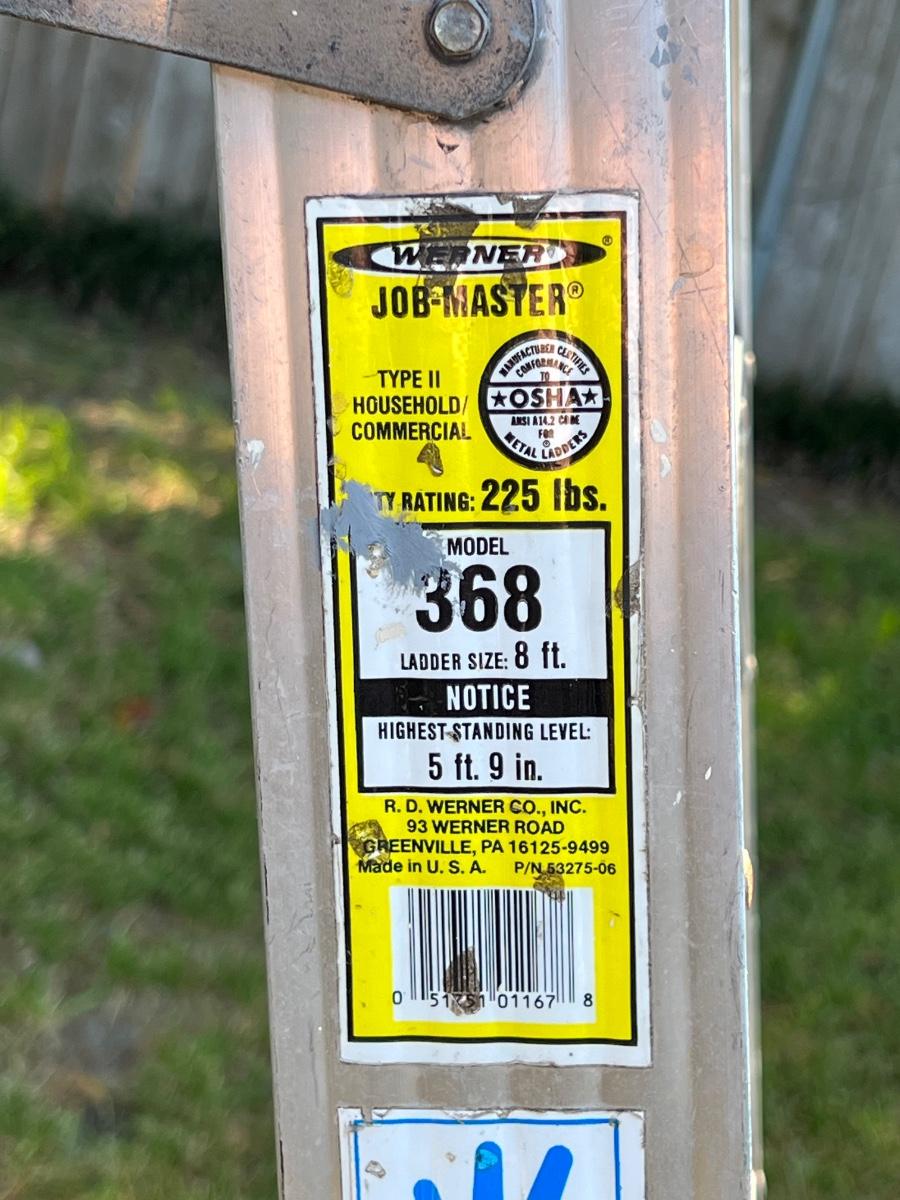 WERNER®
JOB-MASTER®
TYPE II
HOUSEHOLD/
COMMERCIAL
MANUFACTURER CERTIFIES
CONFORMANCE
TO
★OSHA★
ANSI A14.2 CODE
FOR
METAL LADDERS
®
TY RATING: 225 lbs.
MODEL
368
LADDER SIZE: 8 ft.
NOTICE
HIGHEST STANDING LEVEL:
5 ft. 9 in.
R. D. WERNER CO., INC.
93 WERNER ROAD
GREENVILLE, PA 16125-9499
Made in U. S. A. P/N 53275-06
0 51751 01167 8